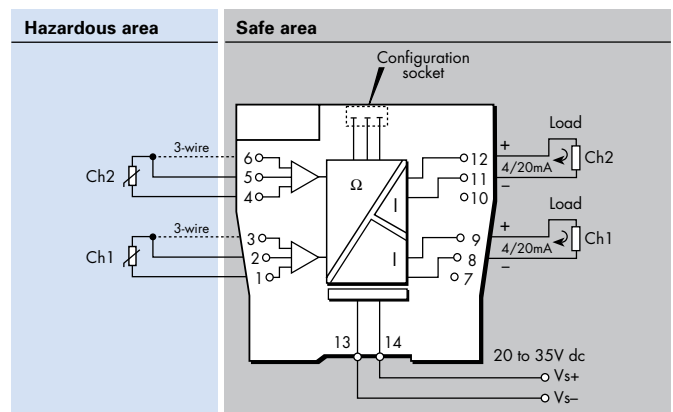 Hazardous area
Safe area
Configuration
socket
Load
3-wire
6
5
4
Ch2
Ω
I
I
12
11
10
+
4/20mA
–
Ch2
Load
3-wire
3
2
1
Ch1
9
8
7
+
4/20mA
–
Ch1
13
14
20 to 35V dc
Vs+
Vs–